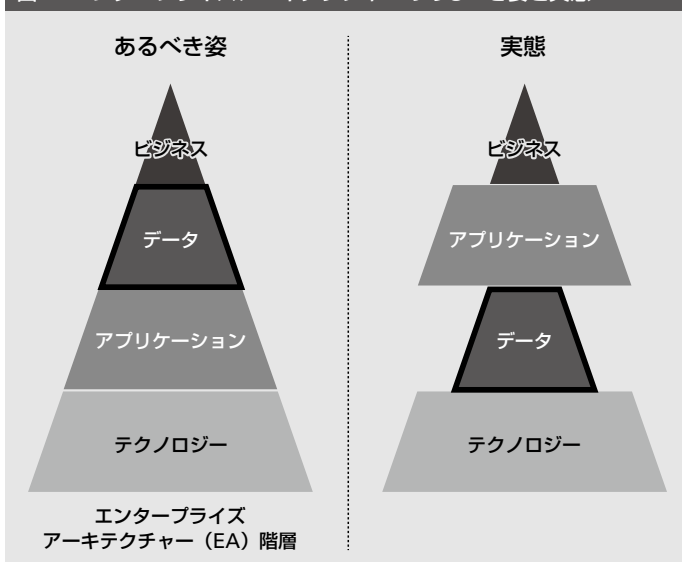 あるべき姿
実態
ビジネス
データ
アプリケーション
テクノロジー
エンタープライズ
アーキテクチャー（EA）階層
ビジネス
アプリケーション
データ
テクノロジー